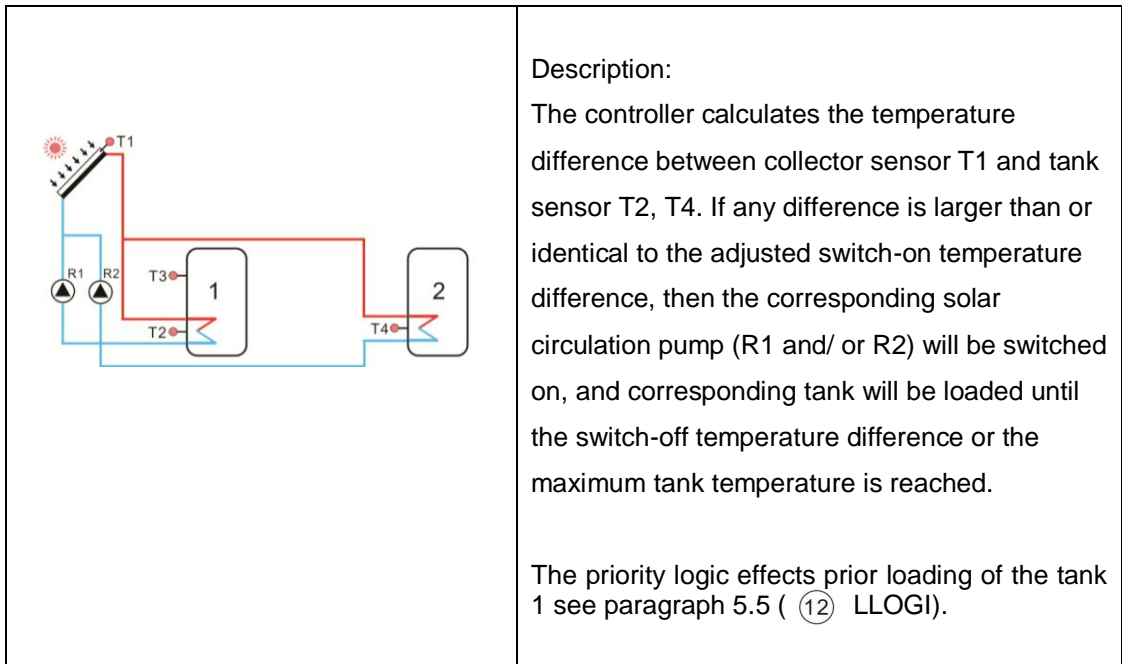 T1
R1
R2
T3
1
2
T2
T4
Description:
The controller calculates the temperature
difference between collector sensor T1 and tank
sensor T2, T4. If any difference is larger than or
identical to the adjusted switch-on temperature
difference, then the corresponding solar
circulation pump (R1 and/ or R2) will be switched
on, and corresponding tank will be loaded until
the switch-off temperature difference or the
maximum tank temperature is reached.
The priority logic effects prior loading of the tank
1 see paragraph 5.5 ( ⑫ LLOGI).